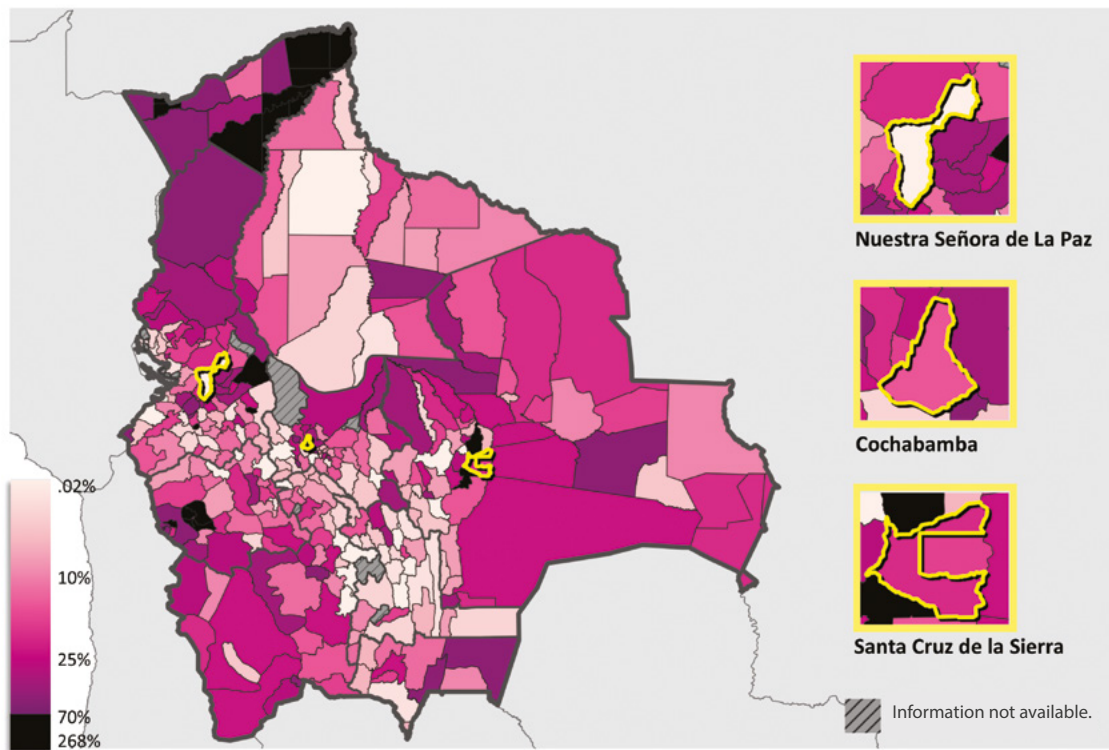 Nuestra Señora de La Paz
Cochabamba
Santa Cruz de la Sierra
.02%
10%
25%
70%
268%
Information not available.